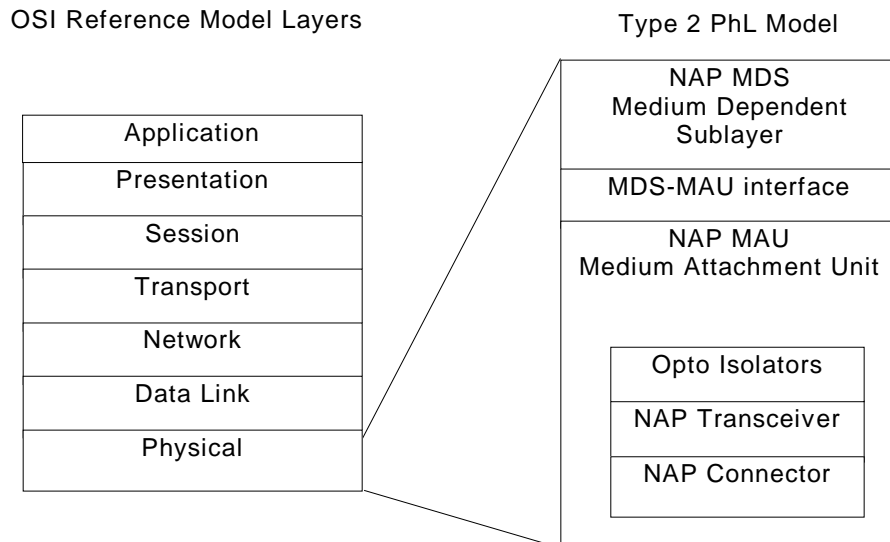 OSI Reference Model Layers
Application
Presentation
Session
Transport
Network
Data Link
Physical
Type 2 PhL Model
NAP MDS
Medium Dependent
Sublayer
MDS-MAU interface
NAP MAU
Medium Attachment Unit
Opto Isolators
NAP Transceiver
NAP Connector